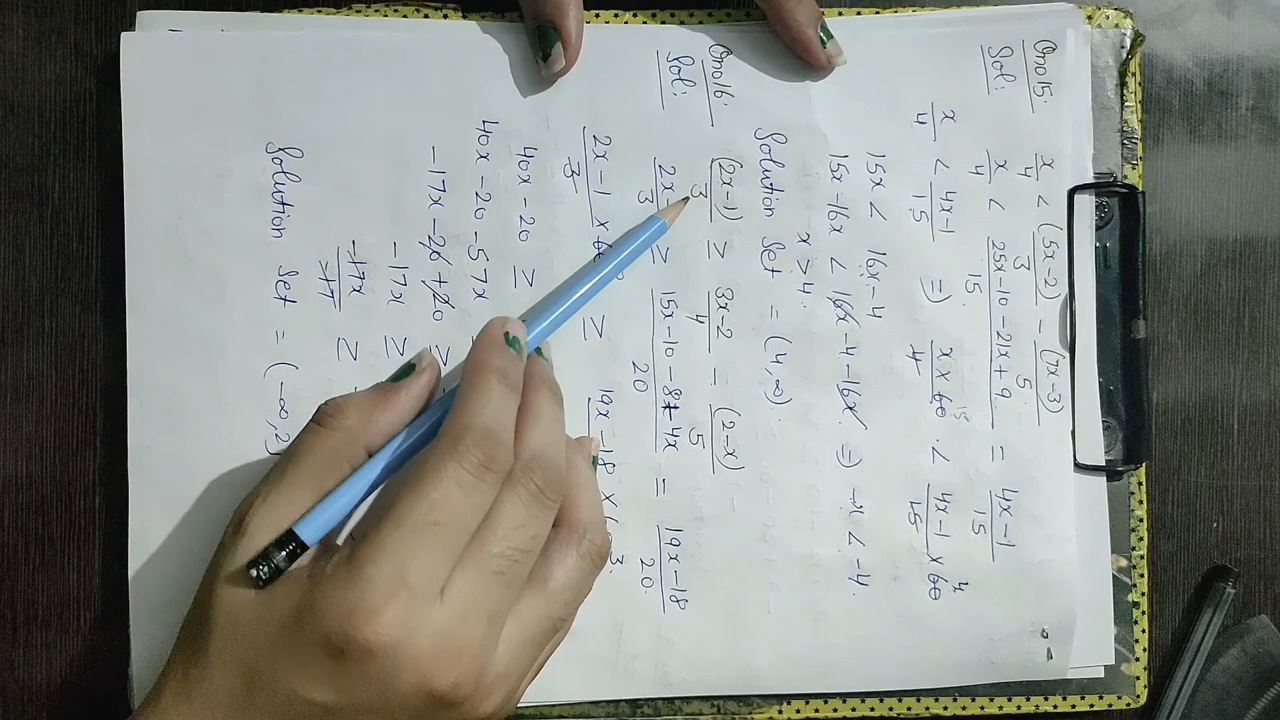 Qno15:
Sol: x/4 < (5x-2)/3 - (7x-3)/5
x/4 < 25x-10-21x+9/15 = 4x-1/15
x/4 < 4x-1/15 => x×60/4 15 < 4x-1/15×60 4
15x < 16x-4
15x-16x < 16x-4-16x => -x < -4.
x > 4.
Solution Set = (4,∞).
Qno16: (2x-1)/3 ≥ 3x-2/4 - (2-x)/5
Sol: ≥ 15x-10-8+4x/20 = 19x-18/20.
2x-1/3 × ≥ 19x-18 ×
40x-20 ≥
40x-20-57x
-17x-20+20 ≥
-17x ≥
-17x/-17 ≥
Solution Set = (-∞,2]